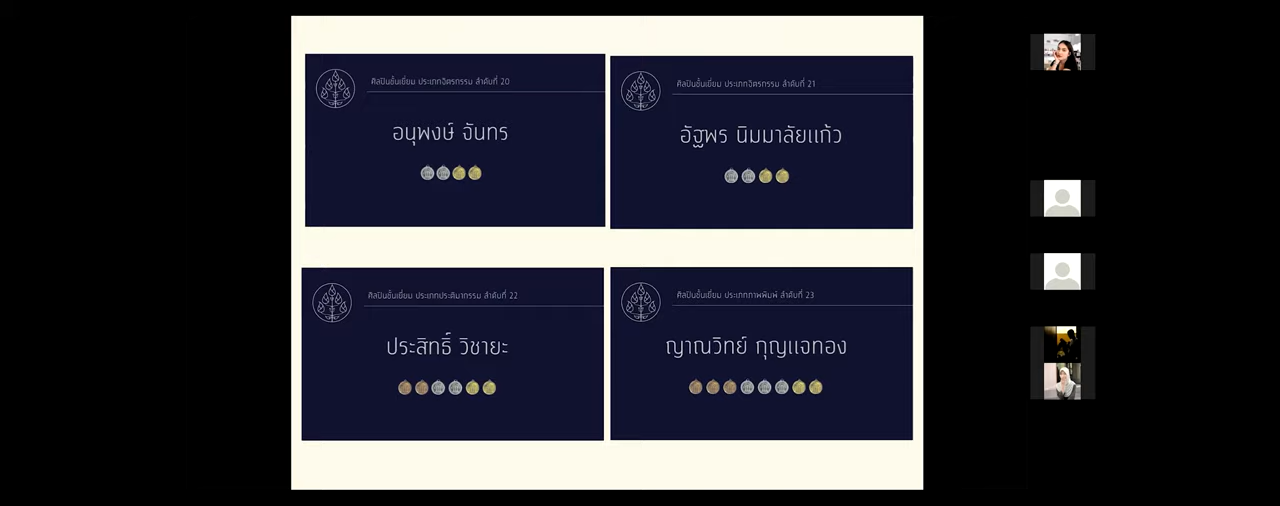 ศิลปินชั้นเยี่ยม ประเภทจิตรกรรม ลำดับที่ 20
อนุพงษ์ จันทร
ศิลปินชั้นเยี่ยม ประเภทจิตรกรรม ลำดับที่ 21
อัฐพร นิมมาลัยแก้ว
ศิลปินชั้นเยี่ยม ประเภทประติมากรรม ลำดับที่ 22
ประสิทธิ์ วิชายะ
ศิลปินชั้นเยี่ยม ประเภทภาพพิมพ์ ลำดับที่ 23
ญาณวิทย์ กุญแจทอง